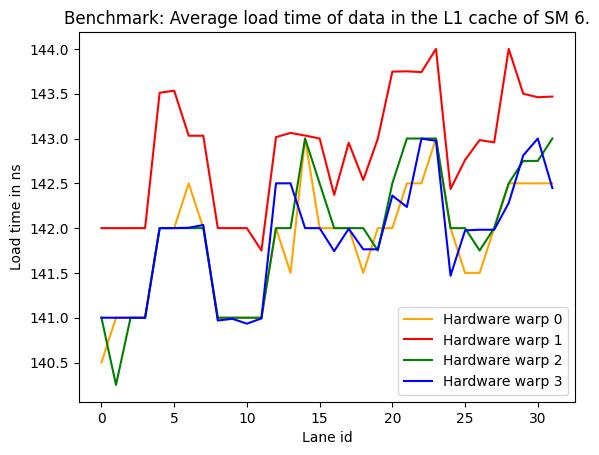 Benchmark: Average load time of data in the L1 cache of SM 6.
144.0
143.5
143.0
142.5
142.0
141.5
141.0
140.5
Load time in ns
Hardware warp 0
Hardware warp 1
Hardware warp 2
Hardware warp 3
0 5 10 15 20 25 30
Lane id